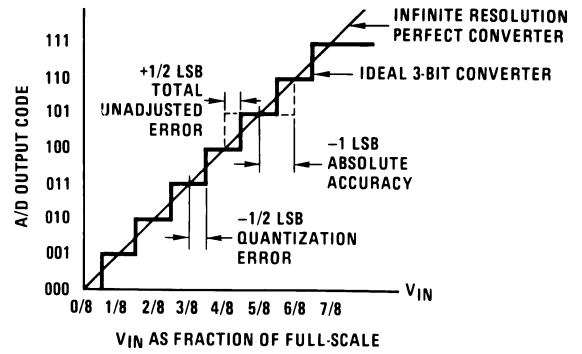 INFINITE RESOLUTION
PERFECT CONVERTER
IDEAL 3-BIT CONVERTER
+1/2 LSB
TOTAL
UNADJUSTED
ERROR
-1 LSB
ABSOLUTE
ACCURACY
-1/2 LSB
QUANTIZATION
ERROR
A/D OUTPUT CODE
111
110
101
100
011
010
001
000
0/8 1/8 2/8 3/8 4/8 5/8 6/8 7/8
VIN
VIN AS FRACTION OF FULL-SCALE